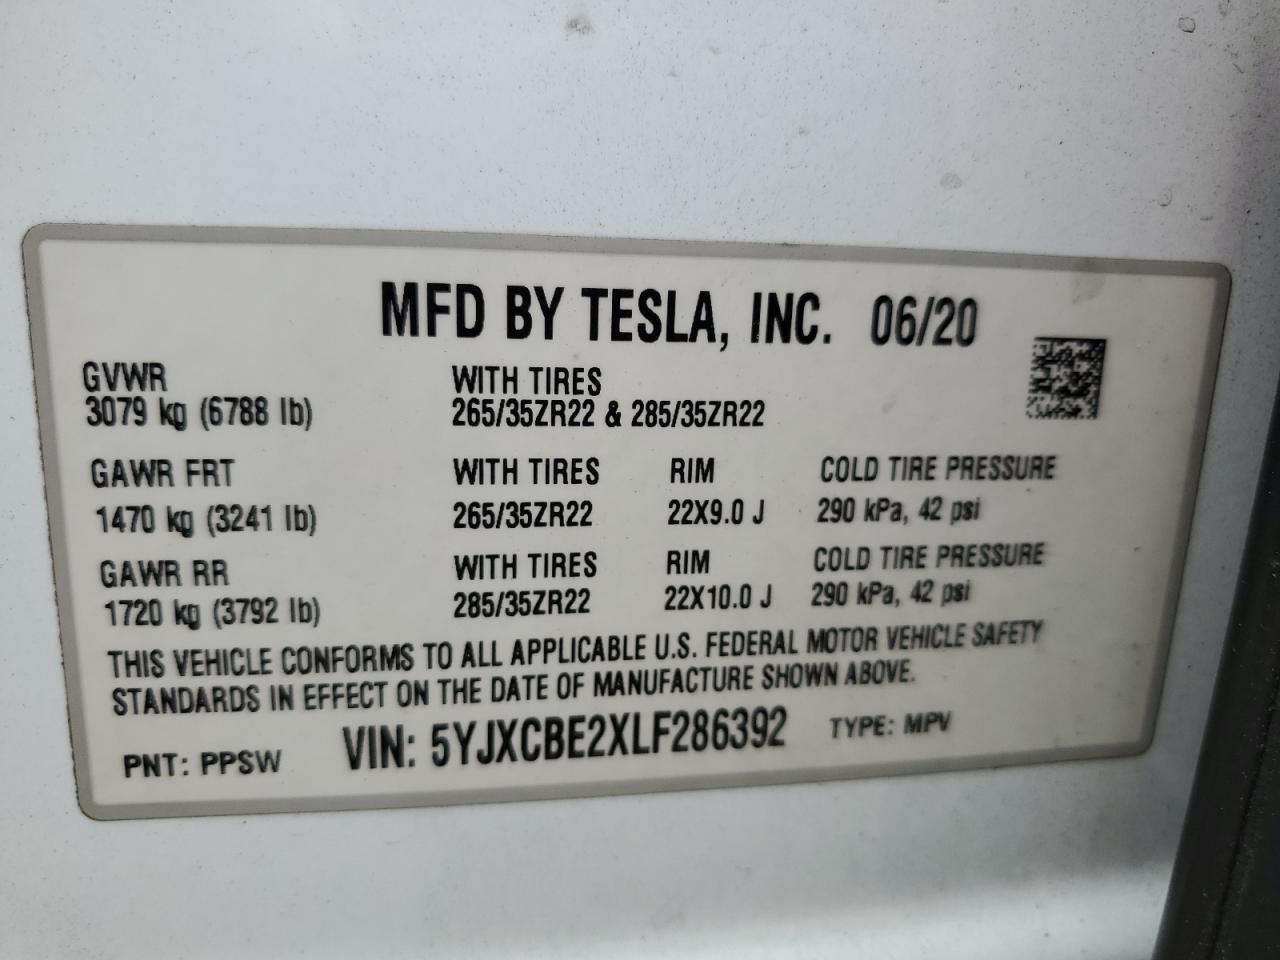 MFD BY TESLA, INC. 06/20
GVWR WITH TIRES
3079 kg (6788 lb) 265/35ZR22 & 285/35ZR22
GAWR FRT WITH TIRES RIM COLD TIRE PRESSURE
1470 kg (3241 lb) 265/35ZR22 22X9.0 J 290 kPa, 42 psi
GAWR RR WITH TIRES RIM COLD TIRE PRESSURE
1720 kg (3792 lb) 285/35ZR22 22X10.0 J 290 kPa, 42 psi
THIS VEHICLE CONFORMS TO ALL APPLICABLE U.S. FEDERAL MOTOR VEHICLE SAFETY
STANDARDS IN EFFECT ON THE DATE OF MANUFACTURE SHOWN ABOVE.
PNT: PPSW VIN: 5YJXCBE2XLF286392 TYPE: MPV